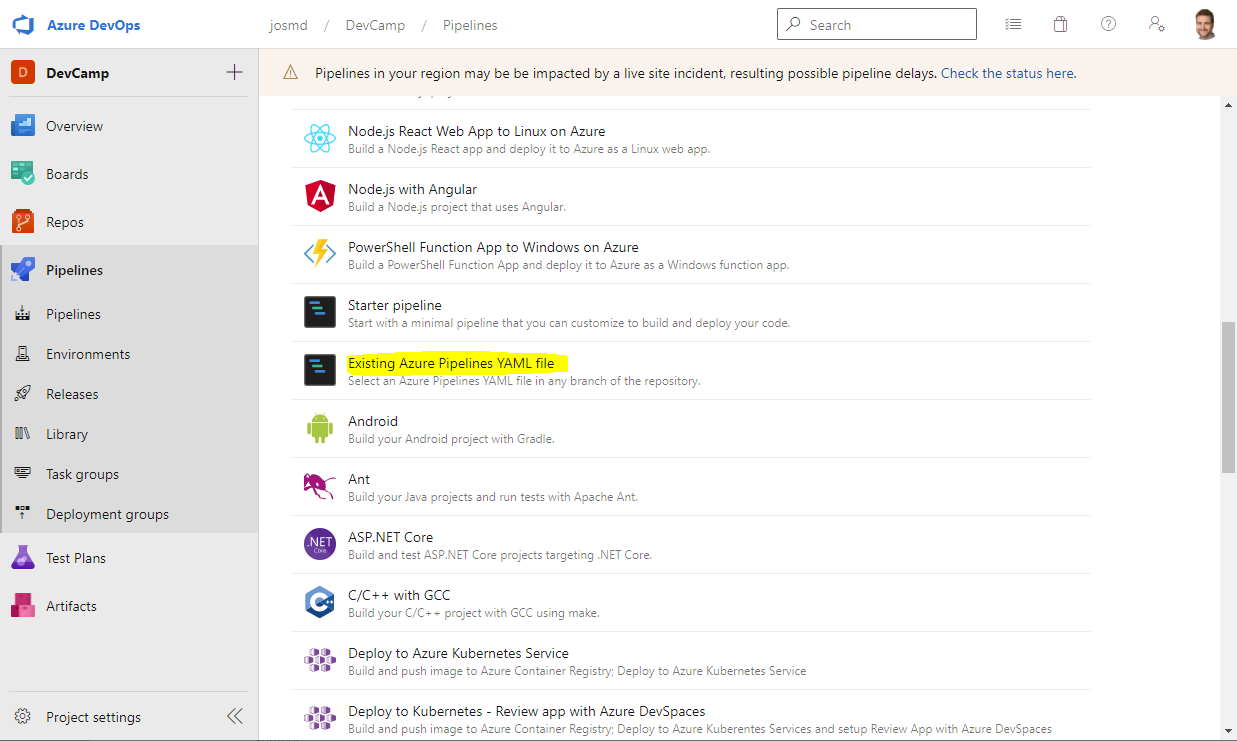 Azure DevOps
josmd / DevCamp / Pipelines
Search
D DevCamp
Pipelines in your region may be be impacted by a live site incident, resulting possible pipeline delays. Check the status here.
Overview
Boards
Repos
Pipelines
Pipelines
Environments
Releases
Library
Task groups
Deployment groups
Test Plans
Artifacts
Project settings
Node.js React Web App to Linux on Azure
Build a Node.js React app and deploy it to Azure as a Linux web app.
Node.js with Angular
Build a Node.js project that uses Angular.
PowerShell Function App to Windows on Azure
Build a PowerShell Function App and deploy it to Azure as a Windows function app.
Starter pipeline
Start with a minimal pipeline that you can customize to build and deploy your code.
Existing Azure Pipelines YAML file
Select an Azure Pipelines YAML file in any branch of the repository.
Android
Build your Android project with Gradle.
Ant
Build your Java projects and run tests with Apache Ant.
.NET
Core
ASP.NET Core
Build and test ASP.NET Core projects targeting .NET Core.
C/C++ with GCC
Build your C/C++ project with GCC using make.
Deploy to Azure Kubernetes Service
Build and push image to Azure Container Registry; Deploy to Azure Kubernetes Service
Deploy to Kubernetes - Review app with Azure DevSpaces
Build and push image to Azure Container Registry; Deploy to Azure Kuberentes Services and setup Review App with Azure DevSpaces